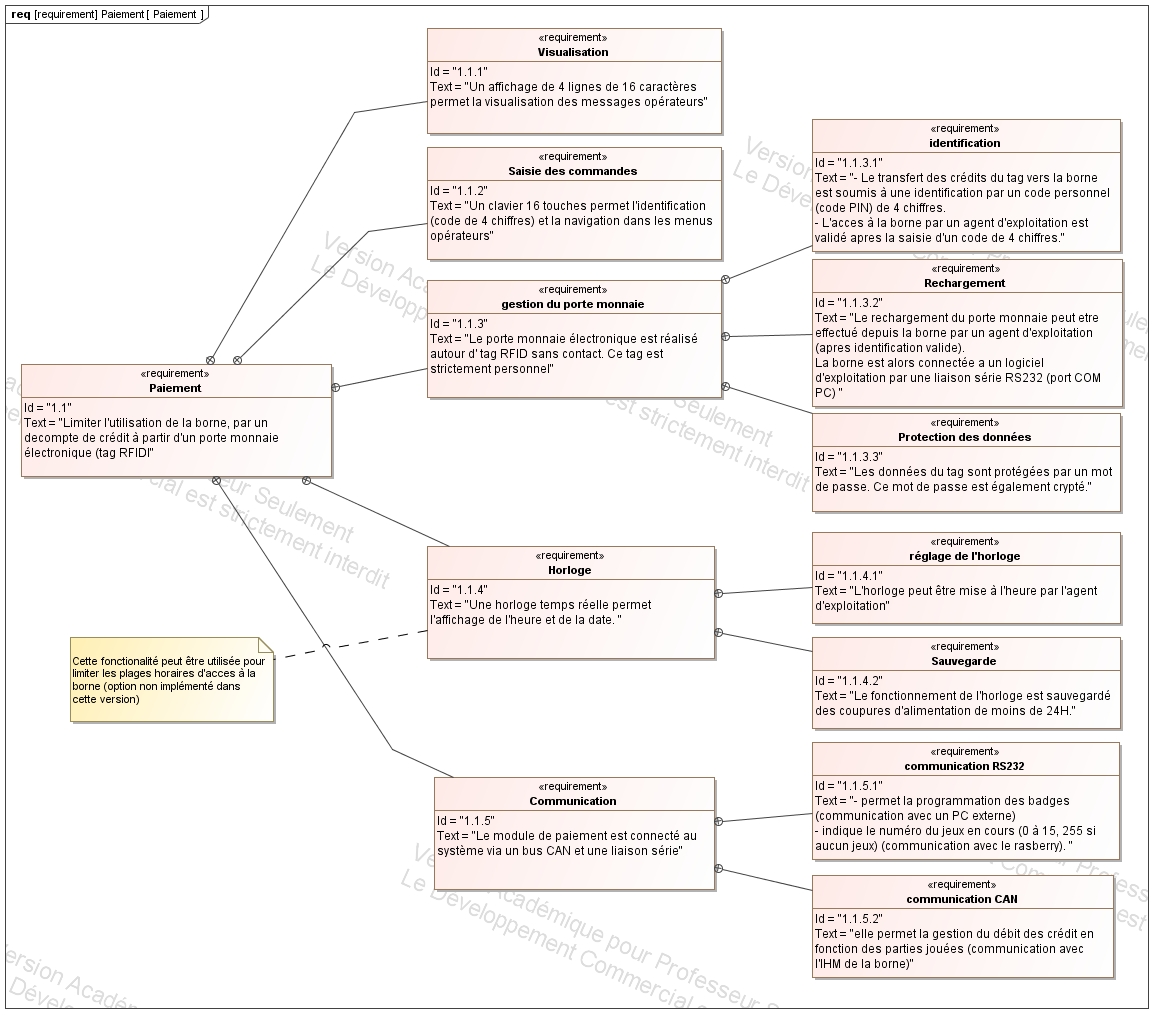 req [requirement] Paiement [ Paiement ]
«requirement»
Visualisation
Id = "1.1.1"
Text = "Un affichage de 4 lignes de 16 caractères
permet la visualisation des messages opérateurs"
«requirement»
Saisie des commandes
Id = "1.1.2"
Text = "Un clavier 16 touches permet l'identification
(code de 4 chiffres) et la navigation dans les menus
opérateurs"
«requirement»
gestion du porte monnaie
Id = "1.1.3"
Text = "Le porte monnaie électronique est réalisé
autour d' tag RFID sans contact. Ce tag est
strictement personnel"
«requirement»
identification
Id = "1.1.3.1"
Text = "- Le transfert des crédits du tag vers la borne
est soumis à une identification par un code personnel
(code PIN) de 4 chiffres.
- L'acces à la borne par un agent d'exploitation est
validé apres la saisie d'un code de 4 chiffres."
«requirement»
Rechargement
Id = "1.1.3.2"
Text = "Le rechargement du porte monnaie peut etre
effectué depuis la borne par un agent d'exploitation
(apres identification valide).
La borne est alors connectée a un logiciel
d'exploitation par une liaison série RS232 (port COM
PC) "
«requirement»
Protection des données
Id = "1.1.3.3"
Text = "Les données du tag sont protégées par un mot
de passe. Ce mot de passe est également crypté."
«requirement»
Paiement
Id = "1.1"
Text = "Limiter l'utilisation de la borne, par un
decompte de crédit à partir d'un porte monnaie
électronique (tag RFIDI"
«requirement»
Horloge
Id = "1.1.4"
Text = "Une horloge temps réelle permet
l'affichage de l'heure et de la date. "
«requirement»
réglage de l'horloge
Id = "1.1.4.1"
Text = "L'horloge peut être mise à l'heure par l'agent
d'exploitation"
«requirement»
Sauvegarde
Id = "1.1.4.2"
Text = "Le fonctionnement de l'horloge est sauvegardé
des coupures d'alimentation de moins de 24H."
Cette fonctionalité peut être utilisée pour
limiter les plages horaires d'acces à la
borne (option non implémenté dans
cette version)
«requirement»
Communication
Id = "1.1.5"
Text = "Le module de paiement est connecté au
système via un bus CAN et une liaison série"
«requirement»
communication RS232
Id = "1.1.5.1"
Text = "- permet la programmation des badges
(communication avec un PC externe)
- indique le numéro du jeux en cours (0 à 15, 255 si
aucun jeux) (communication avec le rasberry). "
«requirement»
communication CAN
Id = "1.1.5.2"
Text = "elle permet la gestion du débit des crédit en
fonction des parties jouées (communication avec
l'IHM de la borne)"